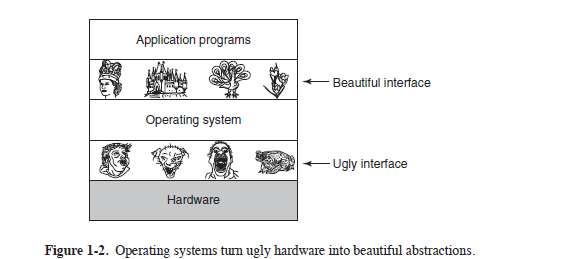 Application programs
Beautiful interface
Operating system
Ugly interface
Hardware
Figure 1-2. Operating systems turn ugly hardware into beautiful abstractions.